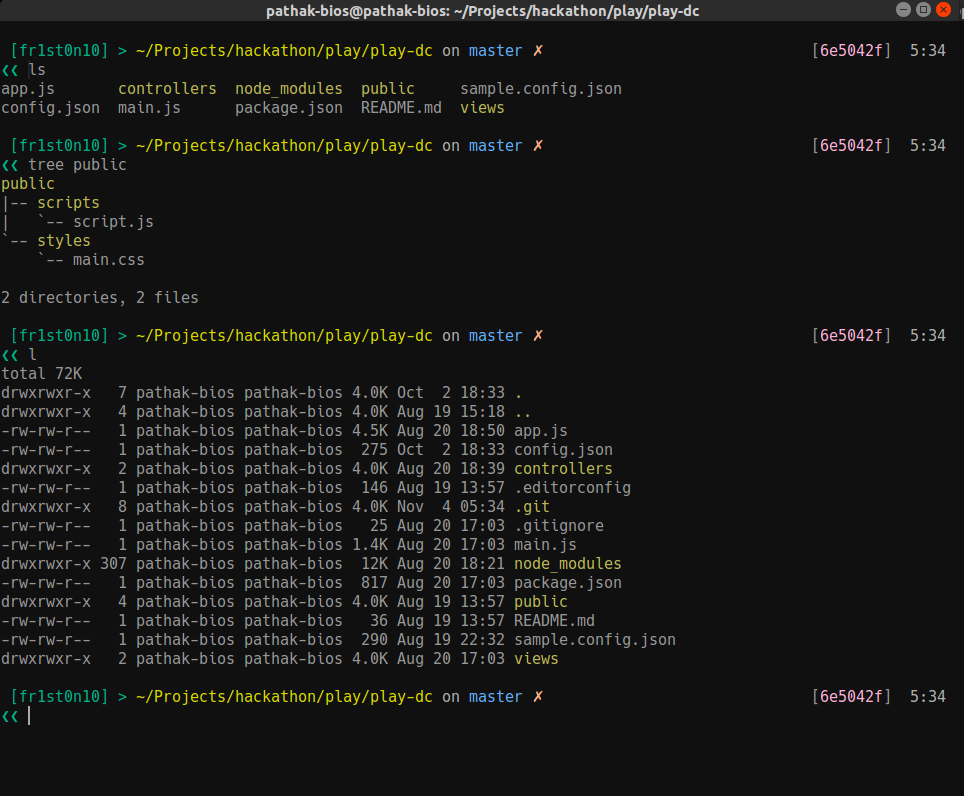 pathak-bios@pathak-bios: ~/Projects/hackathon/play/play-dc
[fr1st0n10] > ~/Projects/hackathon/play/play-dc on master ✗ [6e5042f] 5:34
❮❮ ls
app.js controllers node_modules public sample.config.json
config.json main.js package.json README.md views
[fr1st0n10] > ~/Projects/hackathon/play/play-dc on master ✗ [6e5042f] 5:34
❮❮ tree public
public
|-- scripts
|   `-- script.js
`-- styles
    `-- main.css
2 directories, 2 files
[fr1st0n10] > ~/Projects/hackathon/play/play-dc on master ✗ [6e5042f] 5:34
❮❮ l
total 72K
drwxrwxr-x   7 pathak-bios pathak-bios 4.0K Oct  2 18:33 .
drwxrwxr-x   4 pathak-bios pathak-bios 4.0K Aug 19 15:18 ..
-rw-rw-r--   1 pathak-bios pathak-bios 4.5K Aug 20 18:50 app.js
-rw-rw-r--   1 pathak-bios pathak-bios  275 Oct  2 18:33 config.json
drwxrwxr-x   2 pathak-bios pathak-bios 4.0K Aug 20 18:39 controllers
-rw-rw-r--   1 pathak-bios pathak-bios  146 Aug 19 13:57 .editorconfig
drwxrwxr-x   8 pathak-bios pathak-bios 4.0K Nov  4 05:34 .git
-rw-rw-r--   1 pathak-bios pathak-bios   25 Aug 20 17:03 .gitignore
-rw-rw-r--   1 pathak-bios pathak-bios 1.4K Aug 20 17:03 main.js
drwxrwxr-x 307 pathak-bios pathak-bios  12K Aug 20 18:21 node_modules
-rw-rw-r--   1 pathak-bios pathak-bios  817 Aug 20 17:03 package.json
drwxrwxr-x   4 pathak-bios pathak-bios 4.0K Aug 19 13:57 public
-rw-rw-r--   1 pathak-bios pathak-bios   36 Aug 19 13:57 README.md
-rw-rw-r--   1 pathak-bios pathak-bios  290 Aug 19 22:32 sample.config.json
drwxrwxr-x   2 pathak-bios pathak-bios 4.0K Aug 20 17:03 views
[fr1st0n10] > ~/Projects/hackathon/play/play-dc on master ✗ [6e5042f] 5:34
❮❮